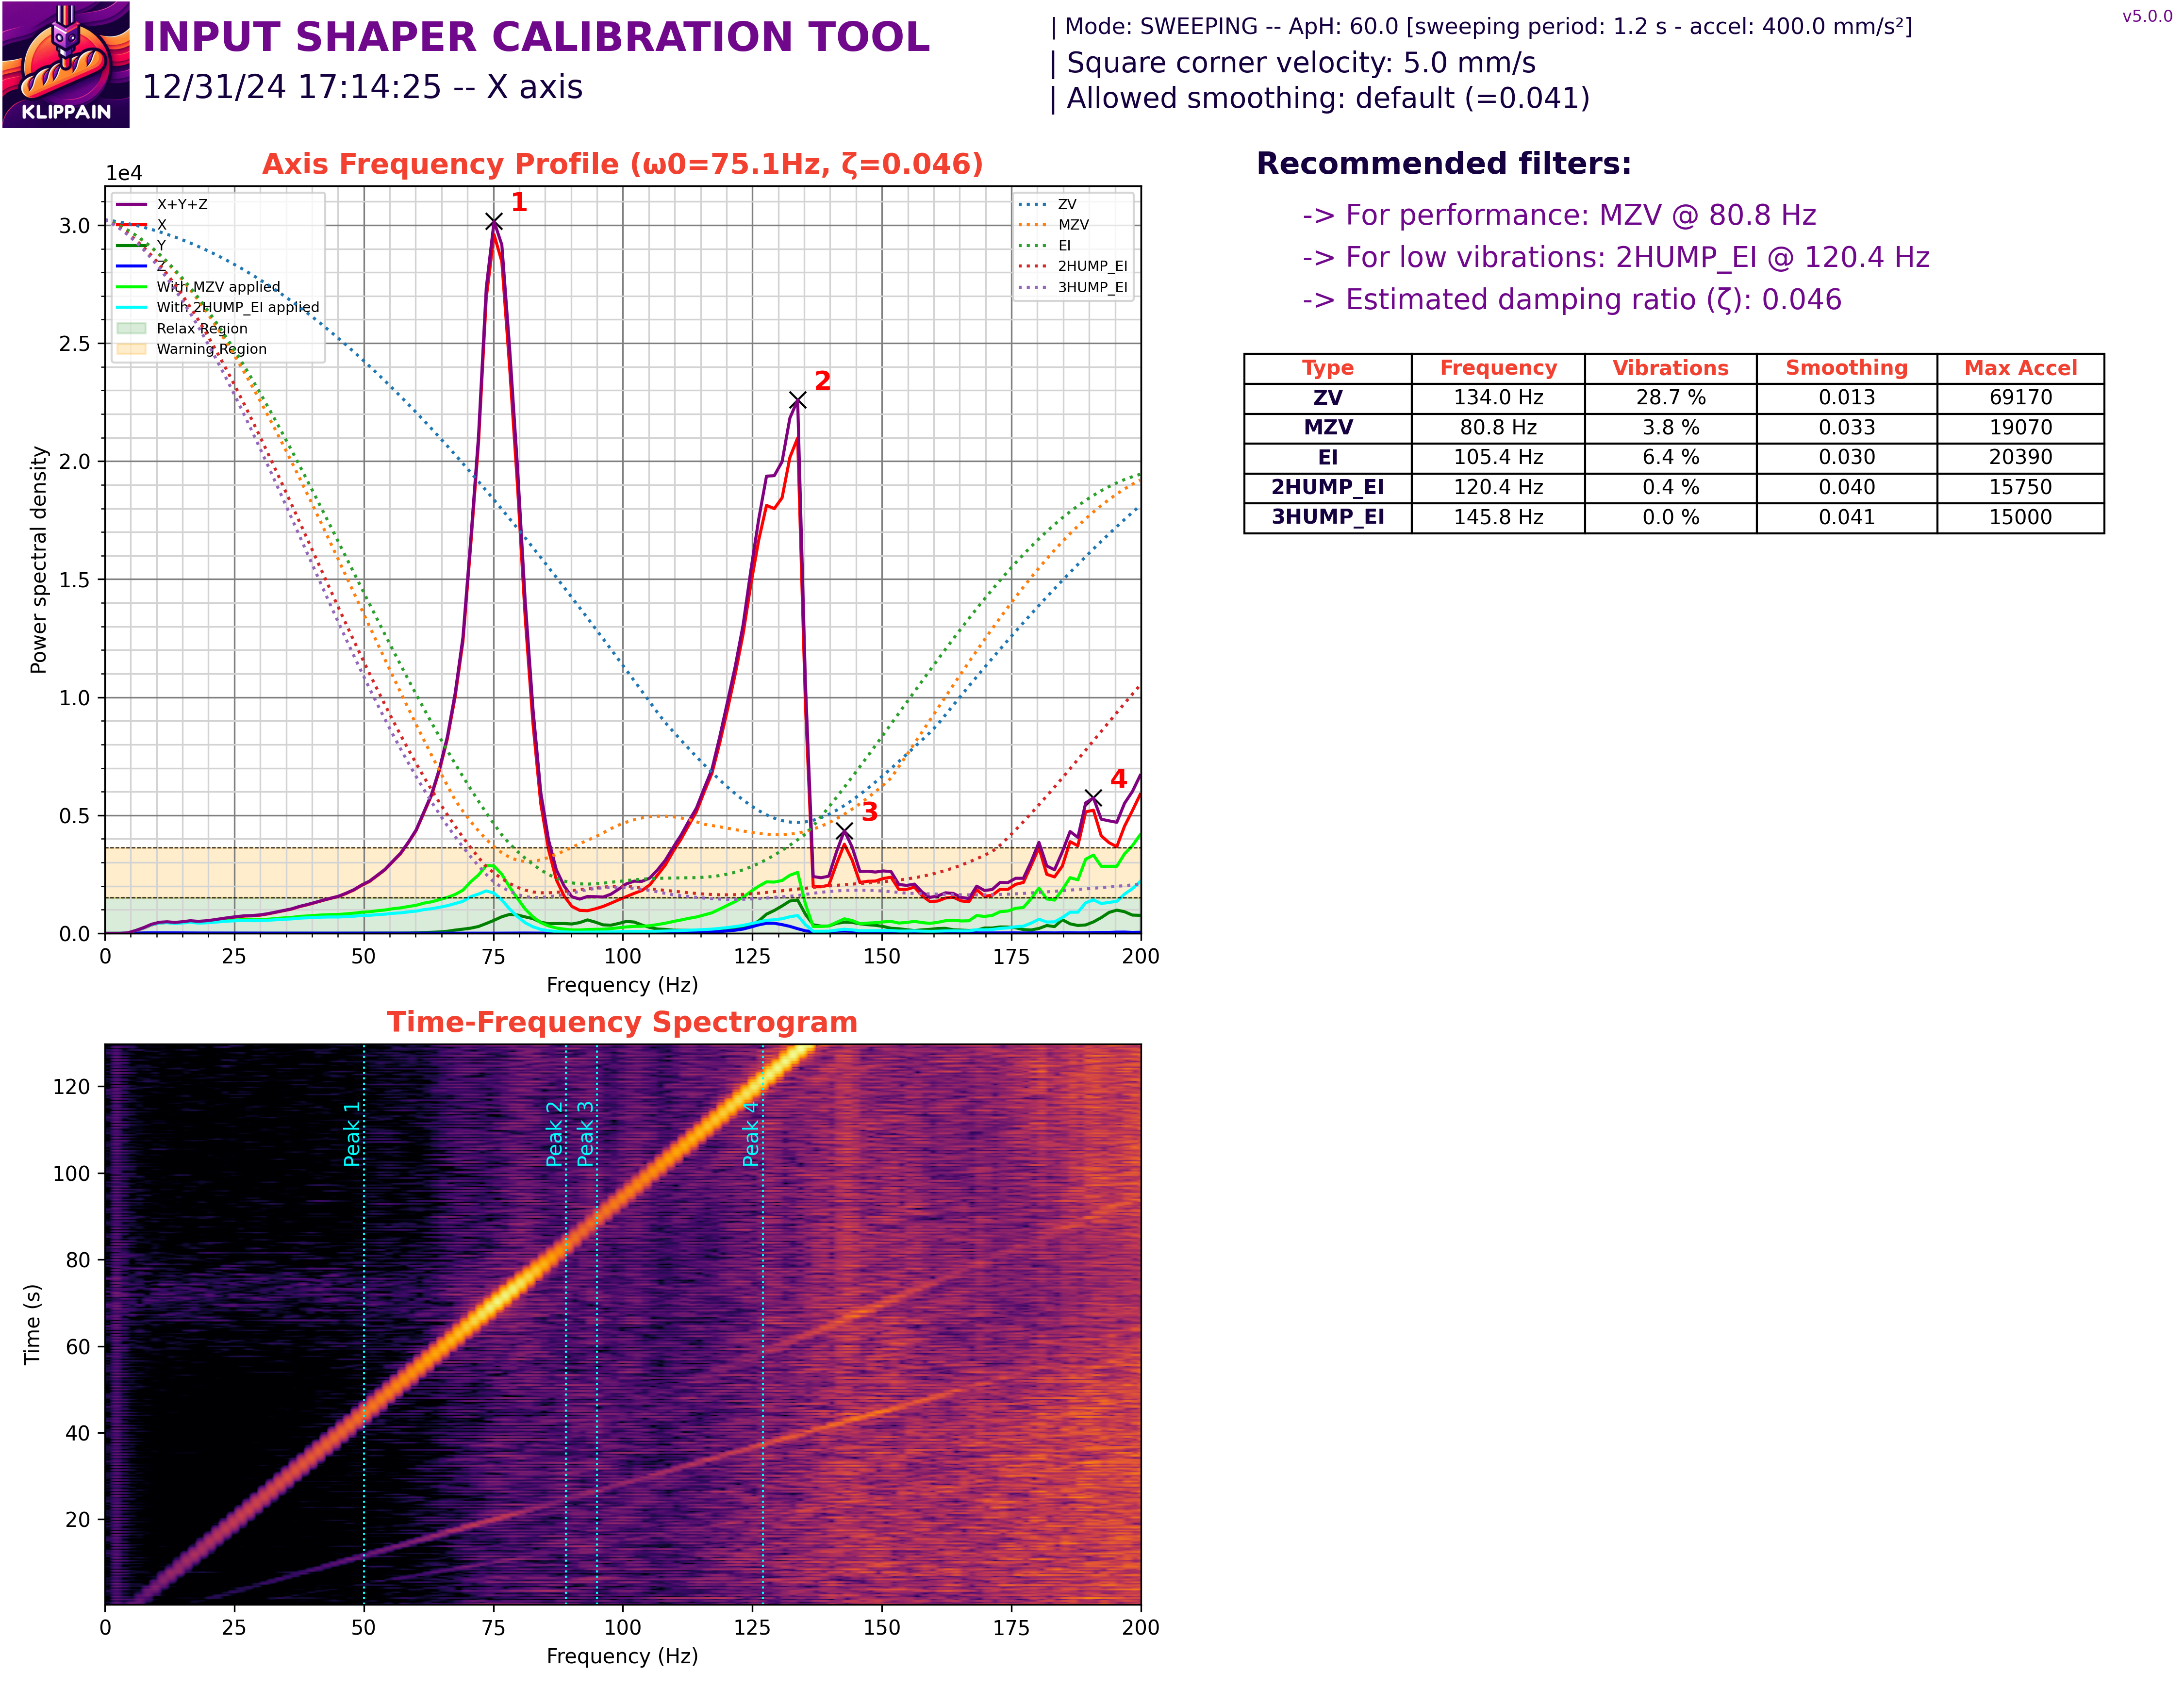 KLIPPAIN
INPUT SHAPER CALIBRATION TOOL
12/31/24 17:14:25 -- X axis
| Mode: SWEEPING -- ApH: 60.0 [sweeping period: 1.2 s - accel: 400.0 mm/s²]
| Square corner velocity: 5.0 mm/s
| Allowed smoothing: default (=0.041)
v5.0.0
Axis Frequency Profile (ω0=75.1Hz, ζ=0.046)
1e4
3.0
2.5
2.0
1.5
1.0
0.5
0.0
Power spectral density
X+Y+Z
X
Y
Z
With MZV applied
With 2HUMP_EI applied
Relax Region
Warning Region
ZV
MZV
EI
2HUMP_EI
3HUMP_EI
1
2
3
4
0 25 50 75 100 125 150 175 200
Frequency (Hz)
Recommended filters:
-> For performance: MZV @ 80.8 Hz
-> For low vibrations: 2HUMP_EI @ 120.4 Hz
-> Estimated damping ratio (ζ): 0.046
Type Frequency Vibrations Smoothing Max Accel
ZV 134.0 Hz 28.7 % 0.013 69170
MZV 80.8 Hz 3.8 % 0.033 19070
EI 105.4 Hz 6.4 % 0.030 20390
2HUMP_EI 120.4 Hz 0.4 % 0.040 15750
3HUMP_EI 145.8 Hz 0.0 % 0.041 15000
Time-Frequency Spectrogram
120
100
80
60
40
20
Time (s)
Peak 1
Peak 2
Peak 3
Peak 4
0 25 50 75 100 125 150 175 200
Frequency (Hz)